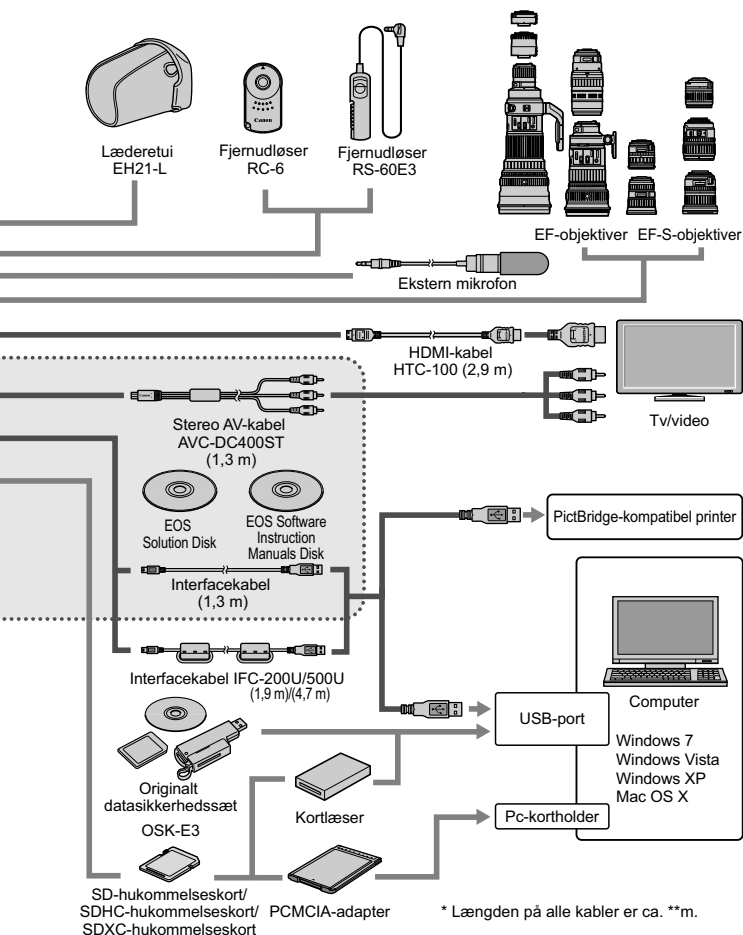 Canon
Læderetui
EH21-L
Fjernudløser
RC-6
Fjernudløser
RS-60E3
EF-objektiver
EF-S-objektiver
Ekstern mikrofon
HDMI-kabel
HTC-100 (2,9 m)
Tv/video
Stereo AV-kabel
AVC-DC400ST
(1,3 m)
EOS
Solution Disk
EOS Software
Instruction
Manuals Disk
PictBridge-kompatibel printer
Interfacekabel
(1,3 m)
Interfacekabel IFC-200U/500U
(1,9 m)/(4,7 m)
USB-port
Computer
Windows 7
Windows Vista
Windows XP
Mac OS X
Originalt
datasikkerhedssæt
OSK-E3
Kortlæser
Pc-kortholder
SD-hukommelseskort/
SDHC-hukommelseskort/
SDXC-hukommelseskort
PCMCIA-adapter
* Længden på alle kabler er ca. **m.